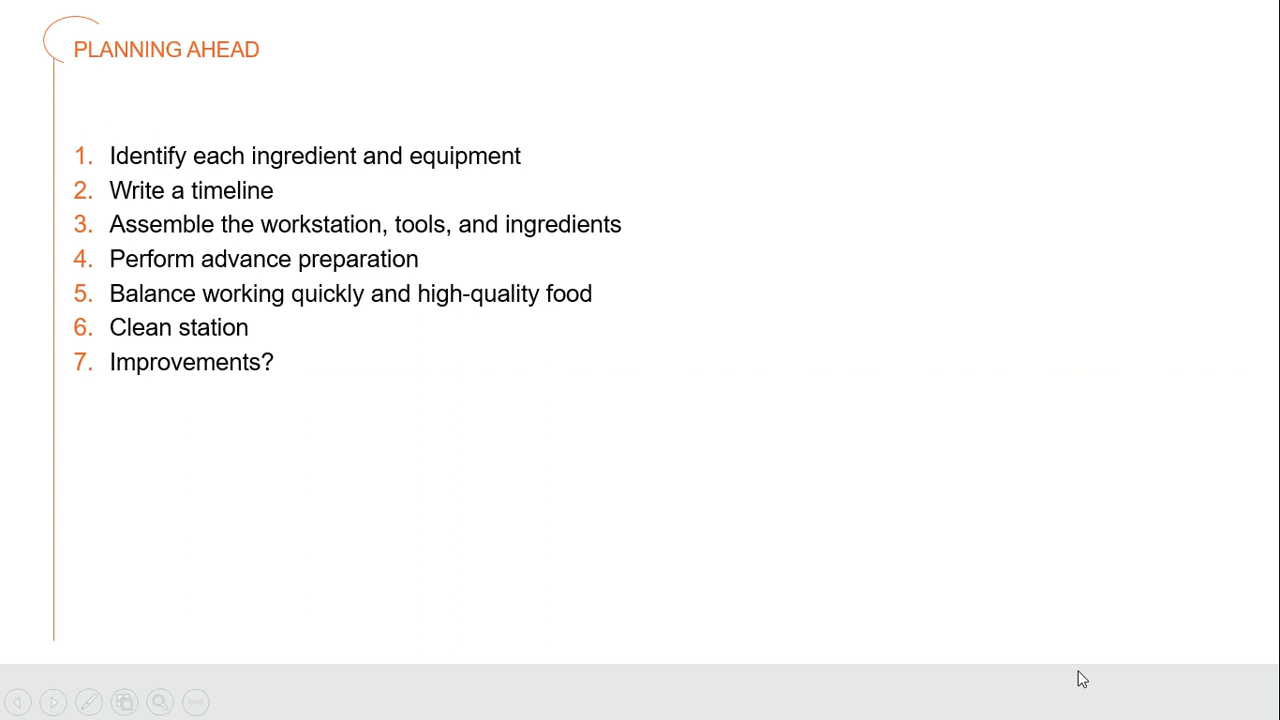 PLANNING AHEAD
1. Identify each ingredient and equipment
2. Write a timeline
3. Assemble the workstation, tools, and ingredients
4. Perform advance preparation
5. Balance working quickly and high-quality food
6. Clean station
7. Improvements?